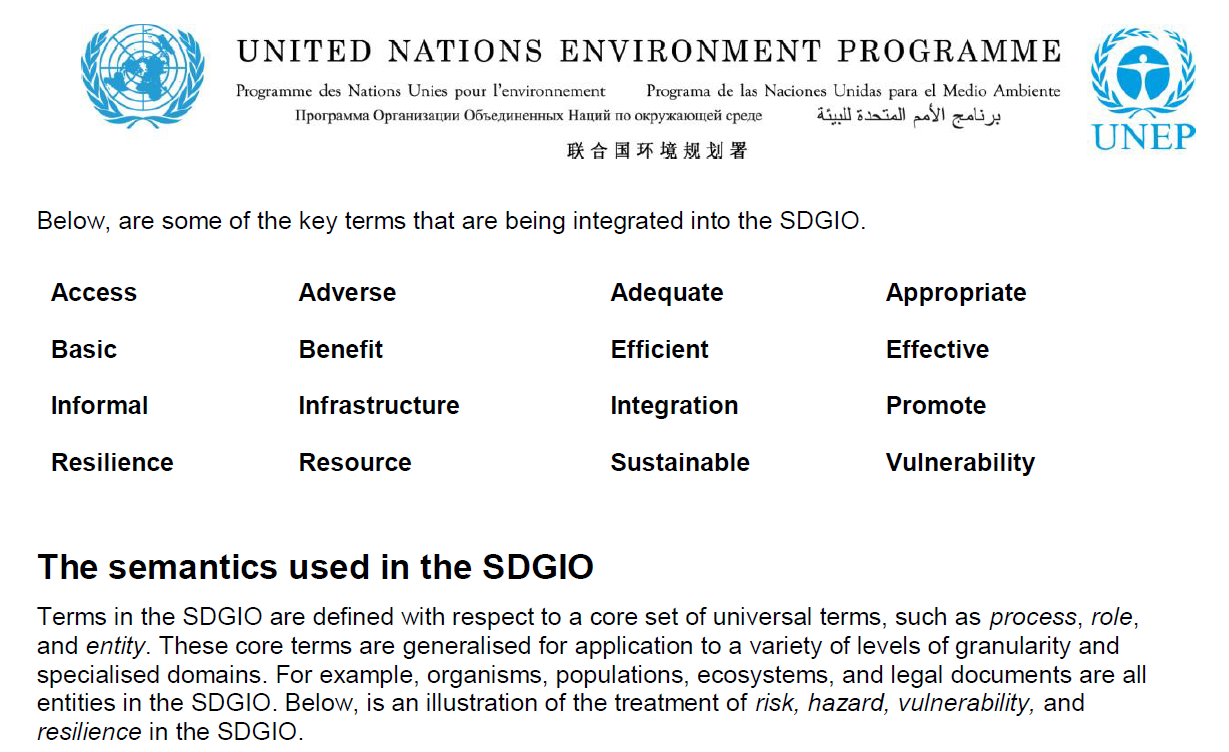 UNITED NATIONS ENVIRONMENT PROGRAMME
Programme des Nations Unies pour l'environnement Programa de las Naciones Unidas para el Medio Ambiente
Программа Организации Объединенных Наций по окружающей среде برنامج الأمم المتحدة للبيئة
联合国环境规划署
UNEP
Below, are some of the key terms that are being integrated into the SDGIO.
Access Adverse Adequate Appropriate
Basic Benefit Efficient Effective
Informal Infrastructure Integration Promote
Resilience Resource Sustainable Vulnerability
The semantics used in the SDGIO
Terms in the SDGIO are defined with respect to a core set of universal terms, such as process, role,
and entity. These core terms are generalised for application to a variety of levels of granularity and
specialised domains. For example, organisms, populations, ecosystems, and legal documents are all
entities in the SDGIO. Below, is an illustration of the treatment of risk, hazard, vulnerability, and
resilience in the SDGIO.